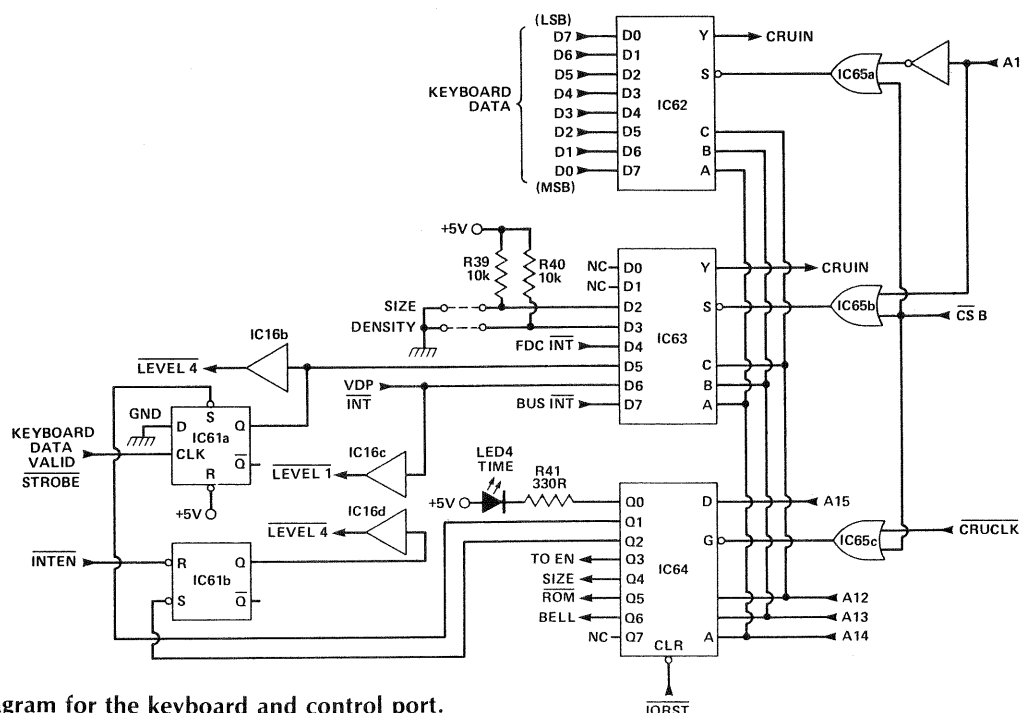 (LSB)
D7 D0 Y CRUIN
D6 D1
D5 D2 S IC65a A1
KEYBOARD DATA
D4 D3 IC62
D3 D4
D2 D5 C
D1 D6 B
D0 D7 A
(MSB)
+5V
R39 10k
R40 10k
NC D0 Y CRUIN
NC D1
SIZE D2 S IC65b CS B
DENSITY D3
IC63
FDC INT D4
IC16b
LEVEL 4 D5 C
VDP INT D6 B
BUS INT D7 A
GND
S
D IC61a Q
KEYBOARD DATA VALID STROBE
CLK
Q
R
+5V
IC16c
LEVEL 1
LED4 TIME
R41 330R
+5V Q0 D A15
Q1
CRUCLK
IC16d
LEVEL 4 Q2 G IC65c
INTEN R Q
IC61b
S Q
TO EN Q3
IC64
SIZE Q4
ROM Q5 A12
BELL Q6 A13
NC Q7 A A14
CLR
IORST
agram for the keyboard and control port.